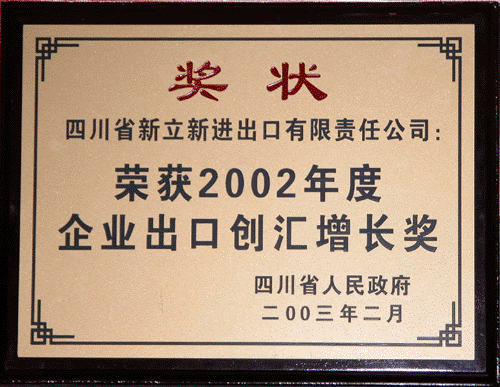 奖状
四川省新立新进出口有限责任公司:
荣获2002年度
企业出口创汇增长奖
四川省人民政府
二00三年二月